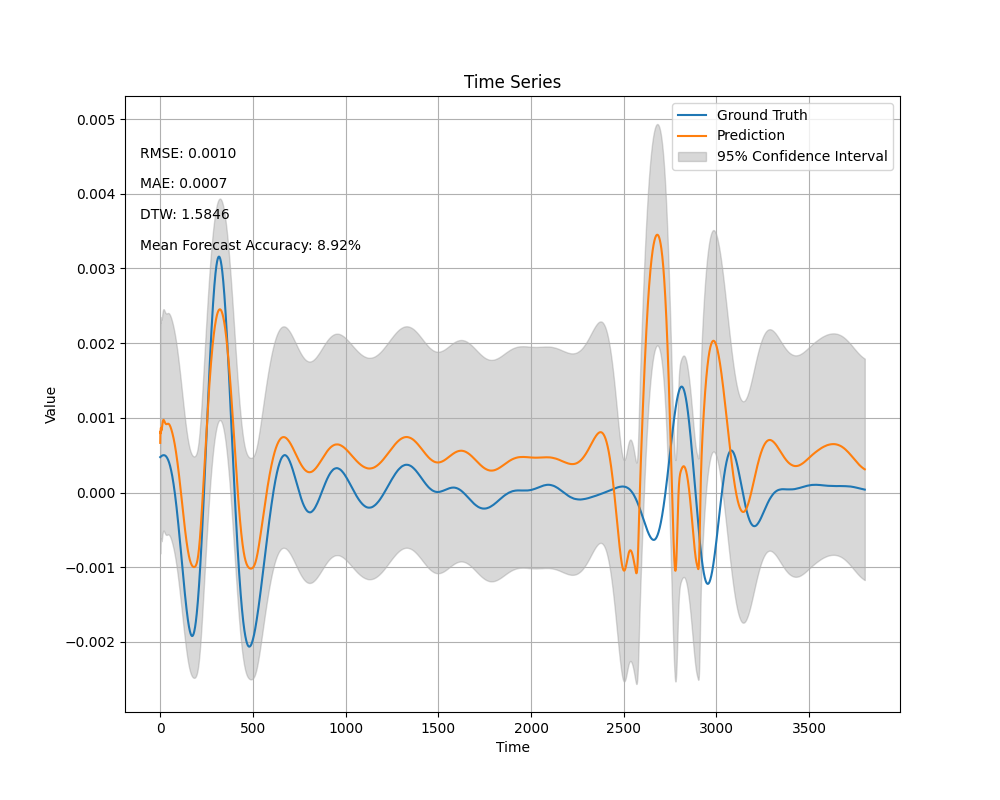 Time Series
Ground Truth
Prediction
95% Confidence Interval
RMSE: 0.0010
MAE: 0.0007
DTW: 1.5846
Mean Forecast Accuracy: 8.92%
Value
0.005
0.004
0.003
0.002
0.001
0.000
−0.001
−0.002
0 500 1000 1500 2000 2500 3000 3500
Time